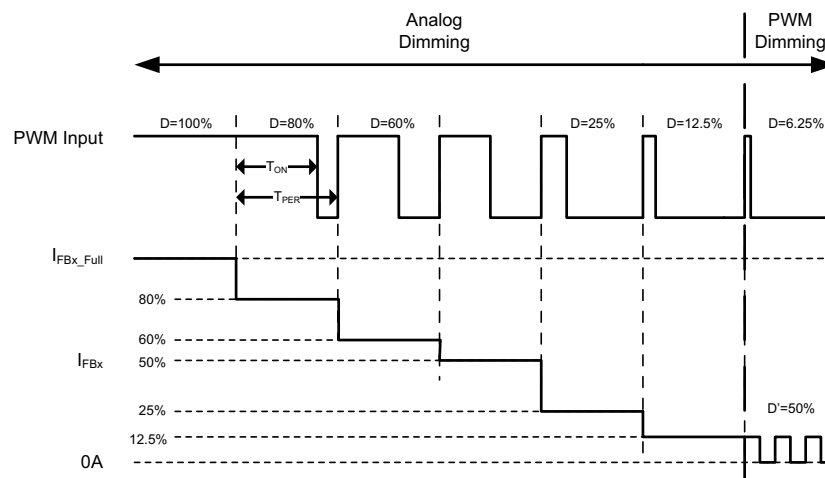 Analog
Dimming
PWM
Dimming
D=100%
D=80%
D=60%
D=25%
D=12.5%
D=6.25%
PWM Input
TON
TPER
IFBx_Full
80%
60%
IFBx
50%
25%
D'=50%
12.5%
0A